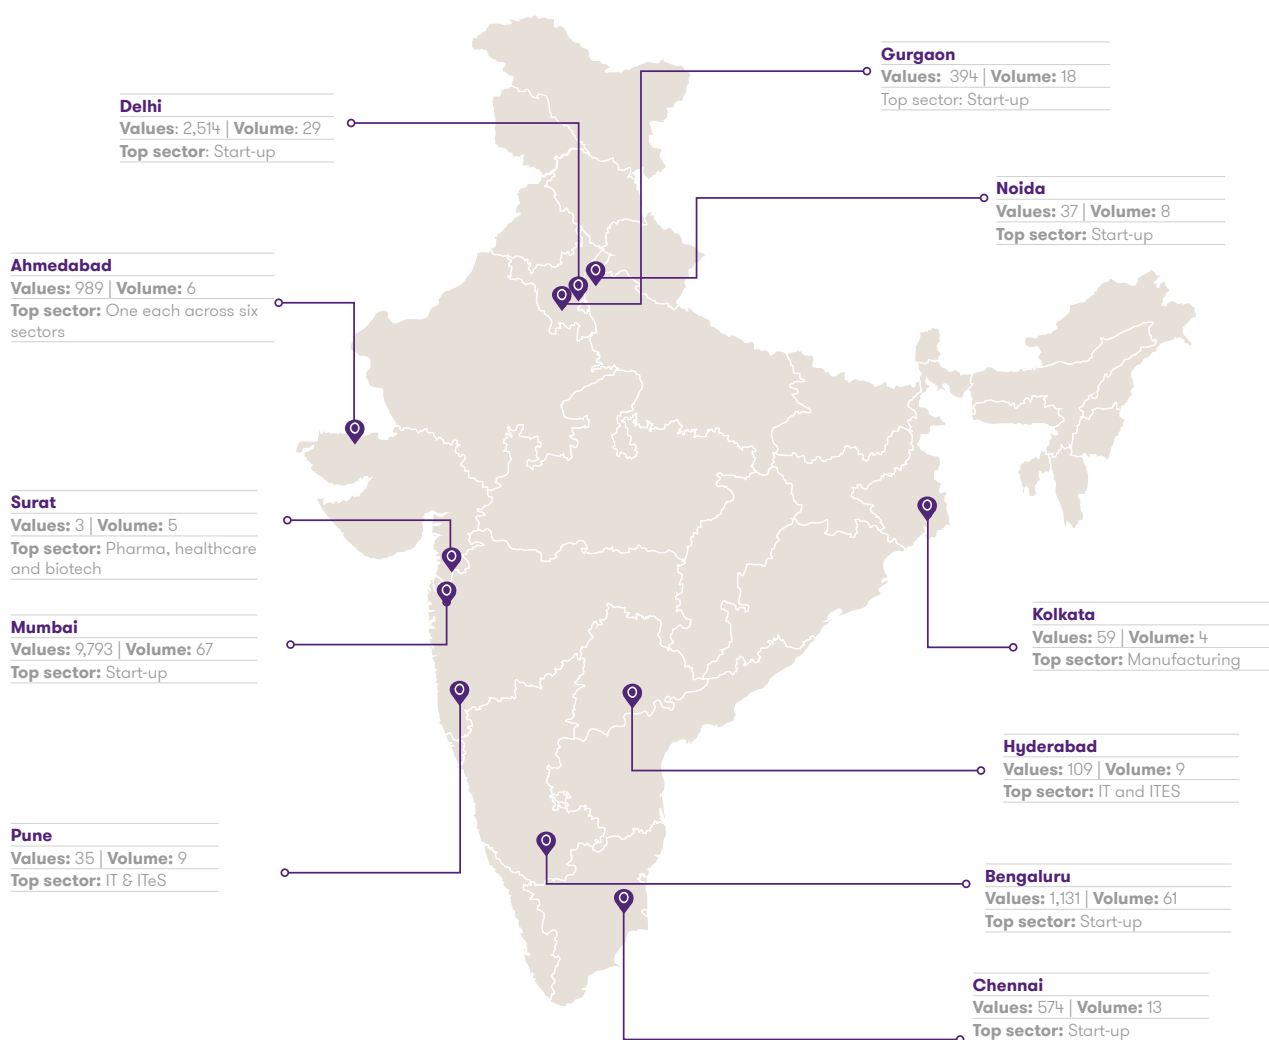 Gurgaon
Values: 394 | Volume: 18
Top sector: Start-up
Delhi
Values: 2,514 | Volume: 29
Top sector: Start-up
Noida
Values: 37 | Volume: 8
Top sector: Start-up
Ahmedabad
Values: 989 | Volume: 6
Top sector: One each across six
sectors
Surat
Values: 3 | Volume: 5
Top sector: Pharma, healthcare
and biotech
Mumbai
Values: 9,793 | Volume: 67
Top sector: Start-up
Kolkata
Values: 59 | Volume: 4
Top sector: Manufacturing
Hyderabad
Values: 109 | Volume: 9
Top sector: IT and ITES
Pune
Values: 35 | Volume: 9
Top sector: IT & ITeS
Bengaluru
Values: 1,131 | Volume: 61
Top sector: Start-up
Chennai
Values: 574 | Volume: 13
Top sector: Start-up